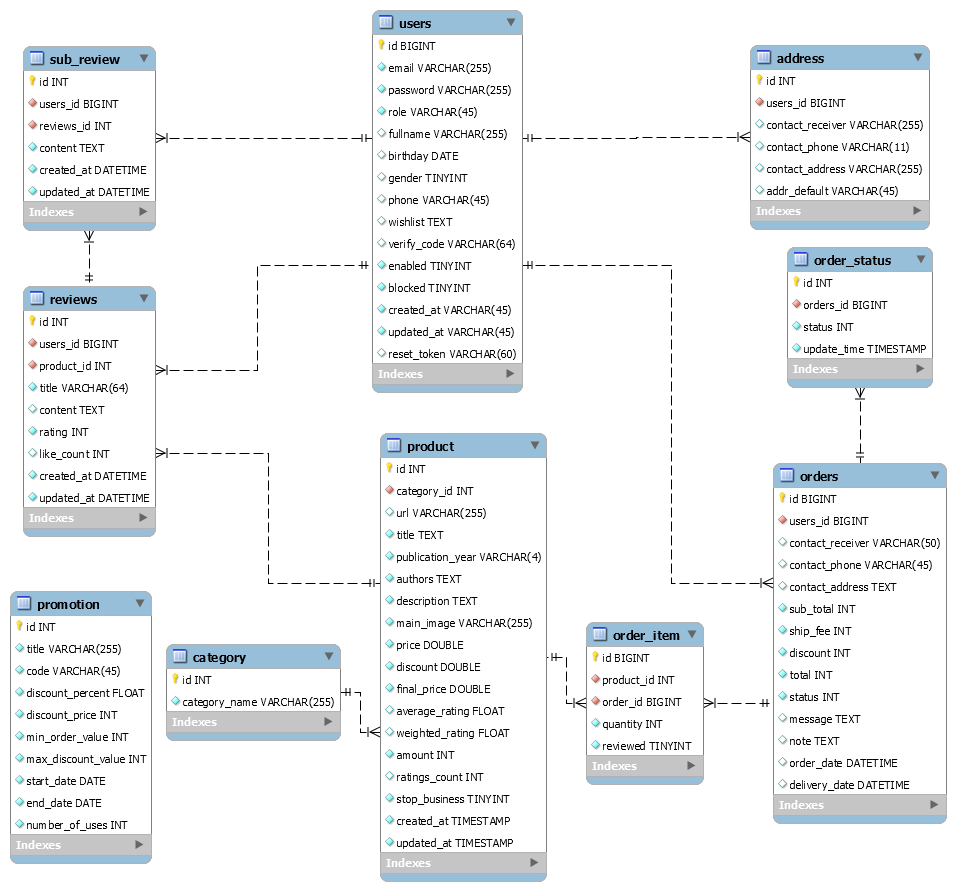 users
id BIGINT
email VARCHAR(255)
password VARCHAR(255)
role VARCHAR(45)
fullname VARCHAR(255)
birthday DATE
gender TINYINT
phone VARCHAR(45)
wishlist TEXT
verify_code VARCHAR(64)
enabled TINYINT
blocked TINYINT
created_at VARCHAR(45)
updated_at VARCHAR(45)
reset_token VARCHAR(60)
Indexes
sub_review
id INT
users_id BIGINT
reviews_id INT
content TEXT
created_at DATETIME
updated_at DATETIME
Indexes
address
id INT
users_id BIGINT
contact_receiver VARCHAR(255)
contact_phone VARCHAR(11)
contact_address VARCHAR(255)
addr_default VARCHAR(45)
Indexes
order_status
id INT
orders_id BIGINT
status INT
update_time TIMESTAMP
Indexes
reviews
id INT
users_id BIGINT
product_id INT
title VARCHAR(64)
content TEXT
rating INT
like_count INT
created_at DATETIME
updated_at DATETIME
Indexes
product
id INT
category_id INT
url VARCHAR(255)
title TEXT
publication_year VARCHAR(4)
authors TEXT
description TEXT
main_image VARCHAR(255)
price DOUBLE
discount DOUBLE
final_price DOUBLE
average_rating FLOAT
weighted_rating FLOAT
amount INT
ratings_count INT
stop_business TINYINT
created_at TIMESTAMP
updated_at TIMESTAMP
Indexes
orders
id BIGINT
users_id BIGINT
contact_receiver VARCHAR(50)
contact_phone VARCHAR(45)
contact_address TEXT
sub_total INT
ship_fee INT
discount INT
total INT
status INT
message TEXT
note TEXT
order_date DATETIME
delivery_date DATETIME
Indexes
promotion
id INT
title VARCHAR(255)
code VARCHAR(45)
discount_percent FLOAT
discount_price INT
min_order_value INT
max_discount_value INT
start_date DATE
end_date DATE
number_of_uses INT
Indexes
category
id INT
category_name VARCHAR(255)
Indexes
order_item
id BIGINT
product_id INT
order_id BIGINT
quantity INT
reviewed TINYINT
Indexes